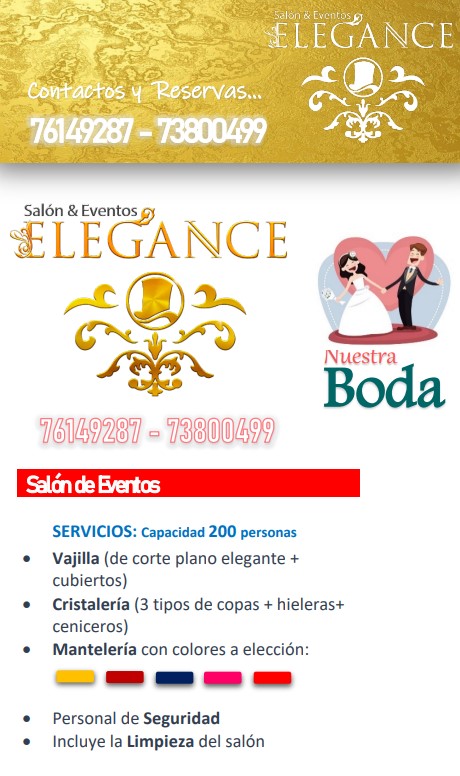 Salón & Eventos
ELEGANCE
Contactos y Reservas...
76149287 - 73800499
Salón & Eventos
ELEGANCE
Nuestra
Boda
76149287 - 73800499
Salón de Eventos
SERVICIOS: Capacidad 200 personas
• Vajilla (de corte plano elegante +
cubiertos)
• Cristalería (3 tipos de copas + hieleras+
ceniceros)
• Mantelería con colores a elección:
• Personal de Seguridad
• Incluye la Limpieza del salón